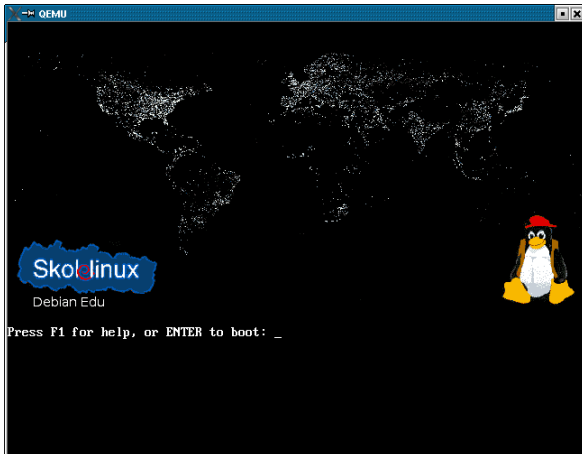 QEMU
Skolelinux
Debian Edu
Press F1 for help, or ENTER to boot: _